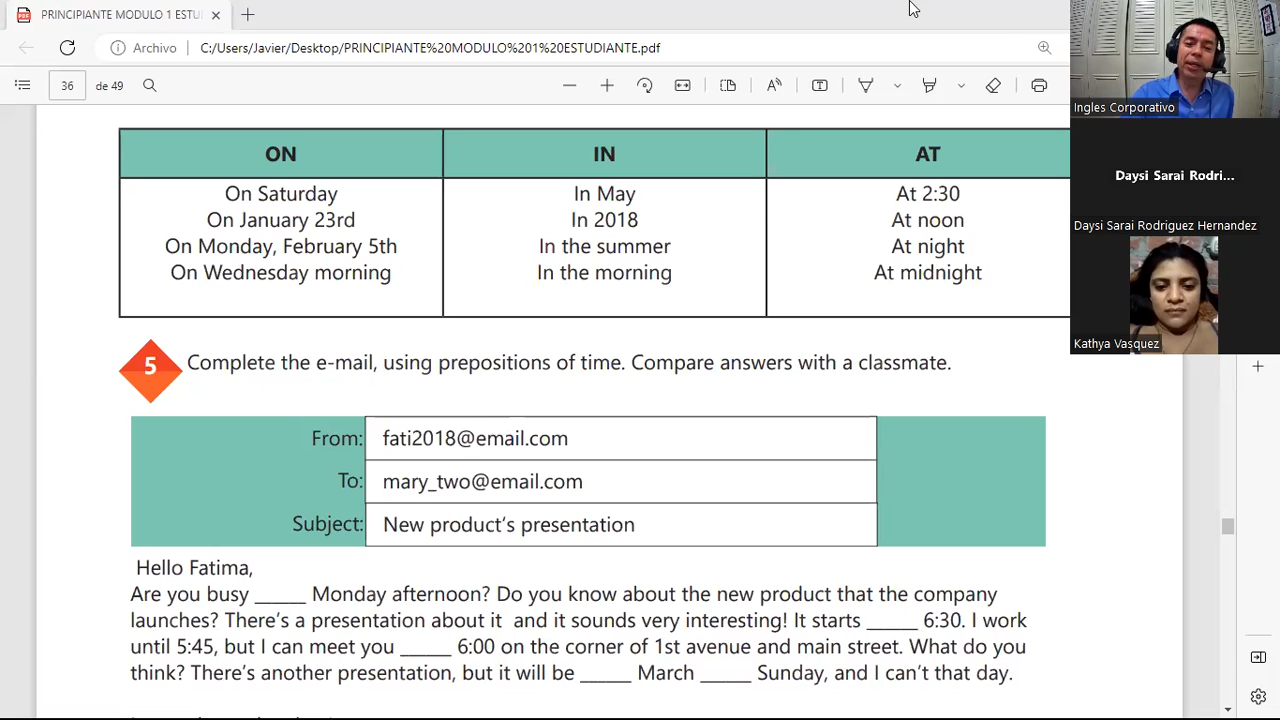 PRINCIPIANTE MODULO 1 ESTU
Archivo C:/Users/Javier/Desktop/PRINCIPIANTE%20MODULO%201%20ESTUDIANTE.pdf
36 de 49
Ingles Corporativo
Daysi Sarai Rodri...
Daysi Sarai Rodriguez Hernandez
Kathya Vasquez
ON IN AT
On Saturday In May At 2:30
On January 23rd In 2018 At noon
On Monday, February 5th In the summer At night
On Wednesday morning In the morning At midnight
5 Complete the e-mail, using prepositions of time. Compare answers with a classmate.
From: fati2018@email.com
To: mary_two@email.com
Subject: New product's presentation
Hello Fatima,
Are you busy _____ Monday afternoon? Do you know about the new product that the company
launches? There's a presentation about it and it sounds very interesting! It starts _____ 6:30. I work
until 5:45, but I can meet you _____ 6:00 on the corner of 1st avenue and main street. What do you
think? There's another presentation, but it will be _____ March _____ Sunday, and I can't that day.